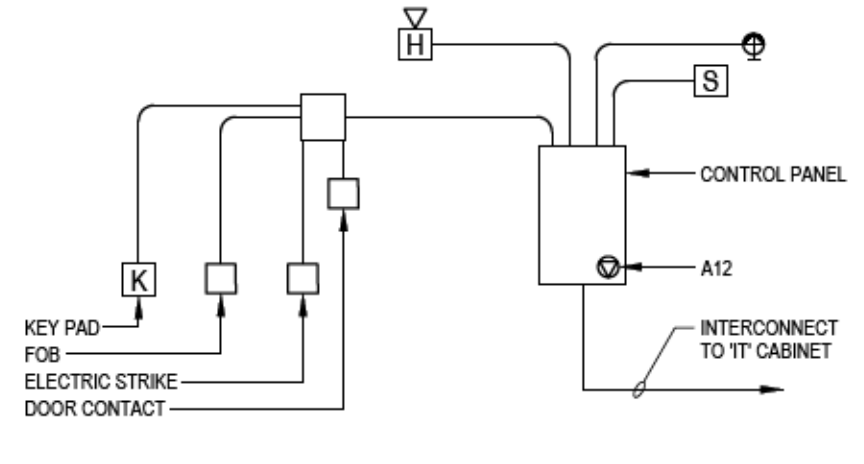 H
S
CONTROL PANEL
K
A12
KEY PAD
FOB
ELECTRIC STRIKE
DOOR CONTACT
INTERCONNECT
TO 'IT' CABINET